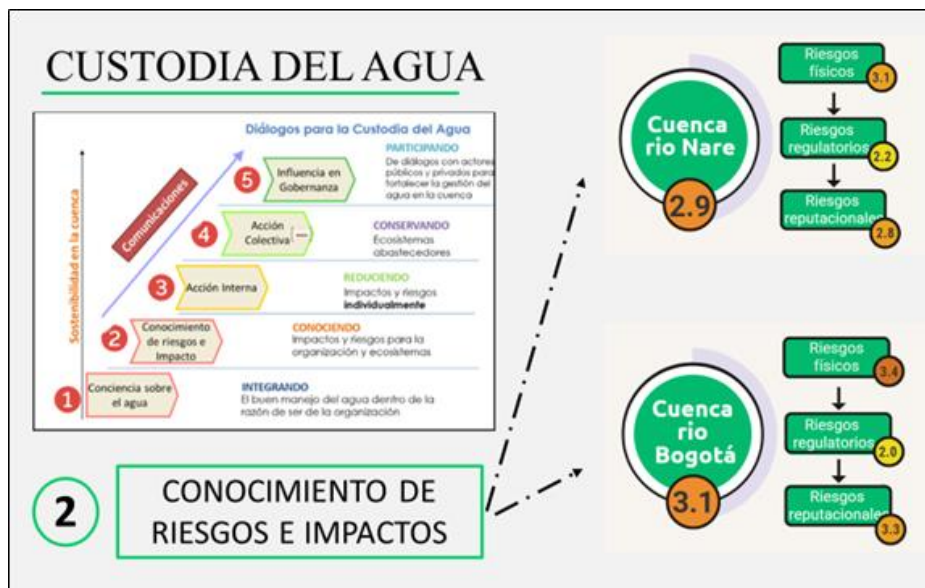 CUSTODIA DEL AGUA
Diálogos para la Custodia del Agua
Sostenibilidad en la cuenca
Comunicaciones
5
Influencia en
Gobernanza
PARTICIPANDO
De diálogos con actores
públicos y privados para
fortalecer la gestión del
agua en la cuenca
4
Acción
Colectiva
CONSERVANDO
Ecosistemas
abastecedores
3
Acción Interna
REDUCIENDO
Impactos y riesgos
individualmente
2
Conocimiento
de riesgos e
Impacto
CONOCIENDO
Impactos y riesgos para la
organización y ecosistemas
1
Conciencia sobre
el agua
INTEGRANDO
El buen manejo del agua dentro de la
razón de ser de la organización
2
CONOCIMIENTO DE
RIESGOS E IMPACTOS
Cuenca
rio Nare
2.9
Riesgos
físicos
3.1
Riesgos
regulatorios
2.2
Riesgos
reputacionales
2.8
Cuenca
rio
Bogotá
3.1
Riesgos
físicos
3.4
Riesgos
regulatorios
2.0
Riesgos
reputacionales
3.3